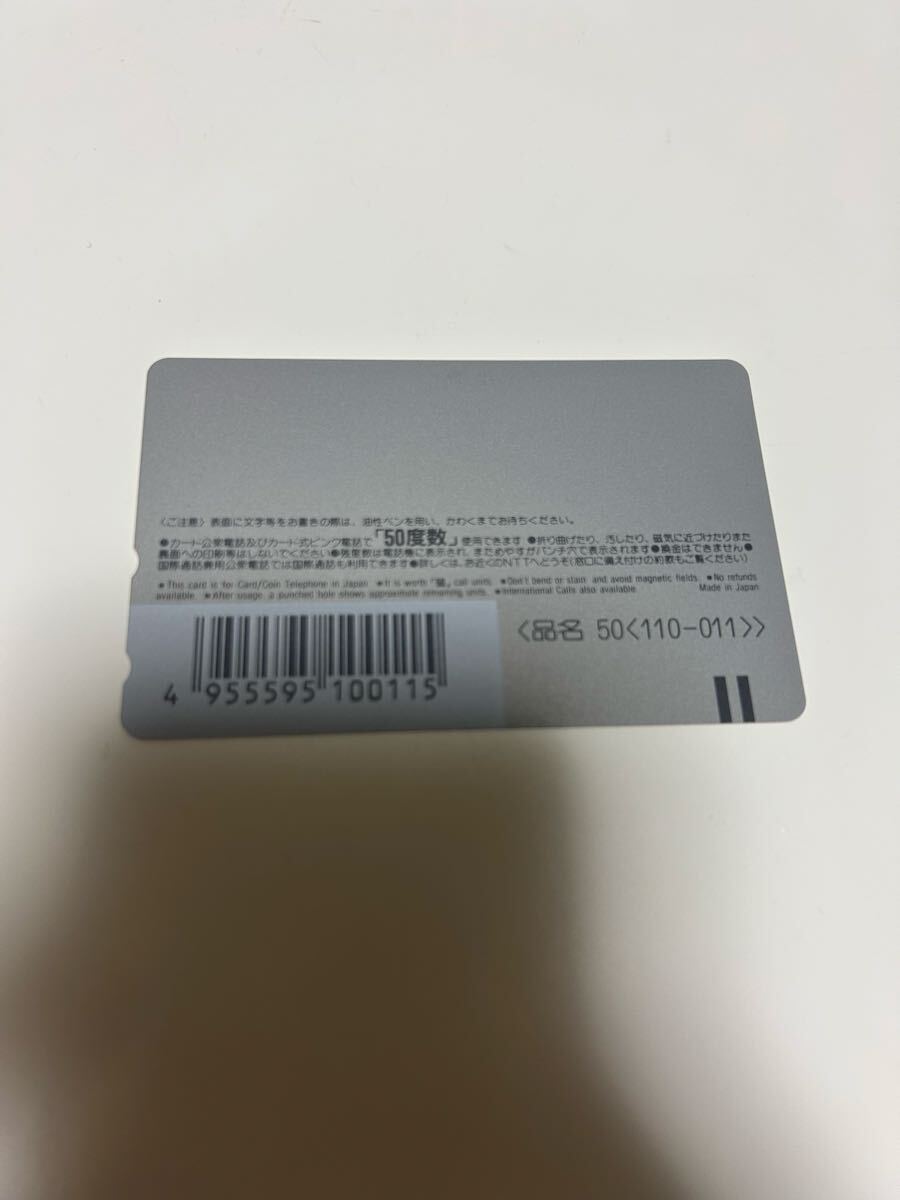 〈ご注意〉表面に文字等をお書きの際は、油性ペンを用い、かわくまでお待ちください。
●カード公衆電話及びカード式ピンク電話で「50度数」使用できます●折り曲げたり、汚したり、磁気に近づけたりまた
裏面への印刷等はしないでください●残度数は電話機に表示され、まためやすがパンチ穴で表示されます●換金はできません●
国際通話兼用公衆電話では国際通話も利用できます●詳しくは、お近くのNTTへどうぞ(窓口に備え付けの約款もご覧ください)
●This card is for Card/Coin Telephone in Japan ●It is worth "50" call units ●Don't bend or stain and avoid magnetic fields. ●No refunds
available. ●After usage, a punched hole shows approximate remaining units. ●International Calls also available. Made in Japan
〈品名 50〈110-011〉〉
4 955595 100115